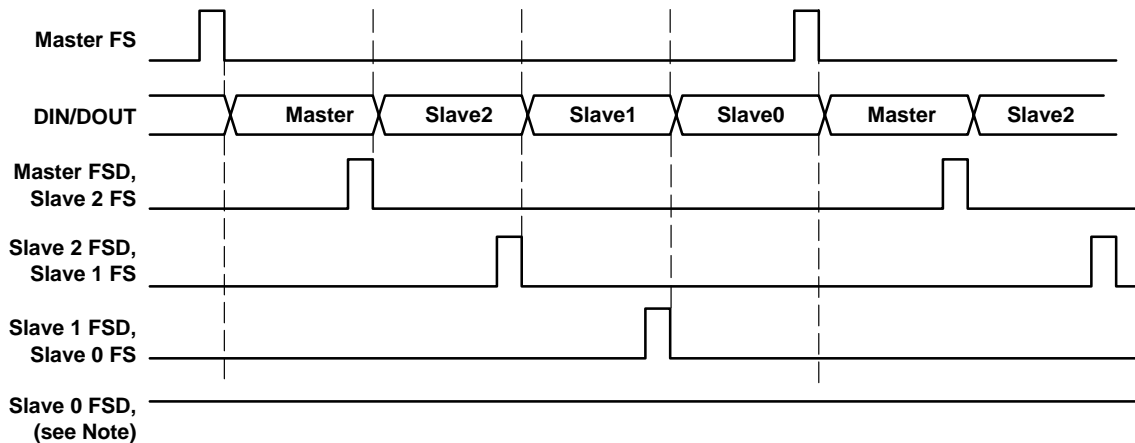 Master FS
DIN/DOUT
Master
Slave2
Slave1
Slave0
Master
Slave2
Master FSD,
Slave 2 FS
Slave 2 FSD,
Slave 1 FS
Slave 1 FSD,
Slave 0 FS
Slave 0 FSD,
(see Note)